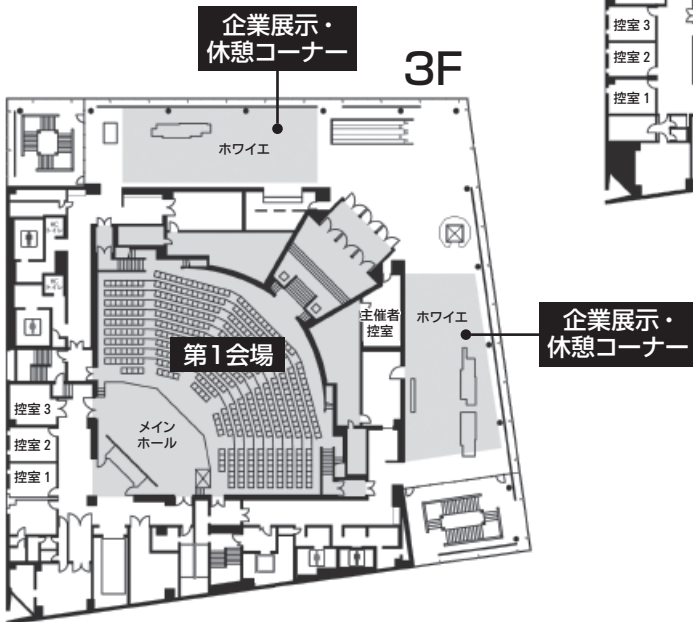 企業展示・
休憩コーナー
3F
控室 3
控室 2
控室 1
ホワイエ
主催者
控室
ホワイエ
企業展示・
休憩コーナー
第1会場
メイン
ホール
控室 3
控室 2
控室 1